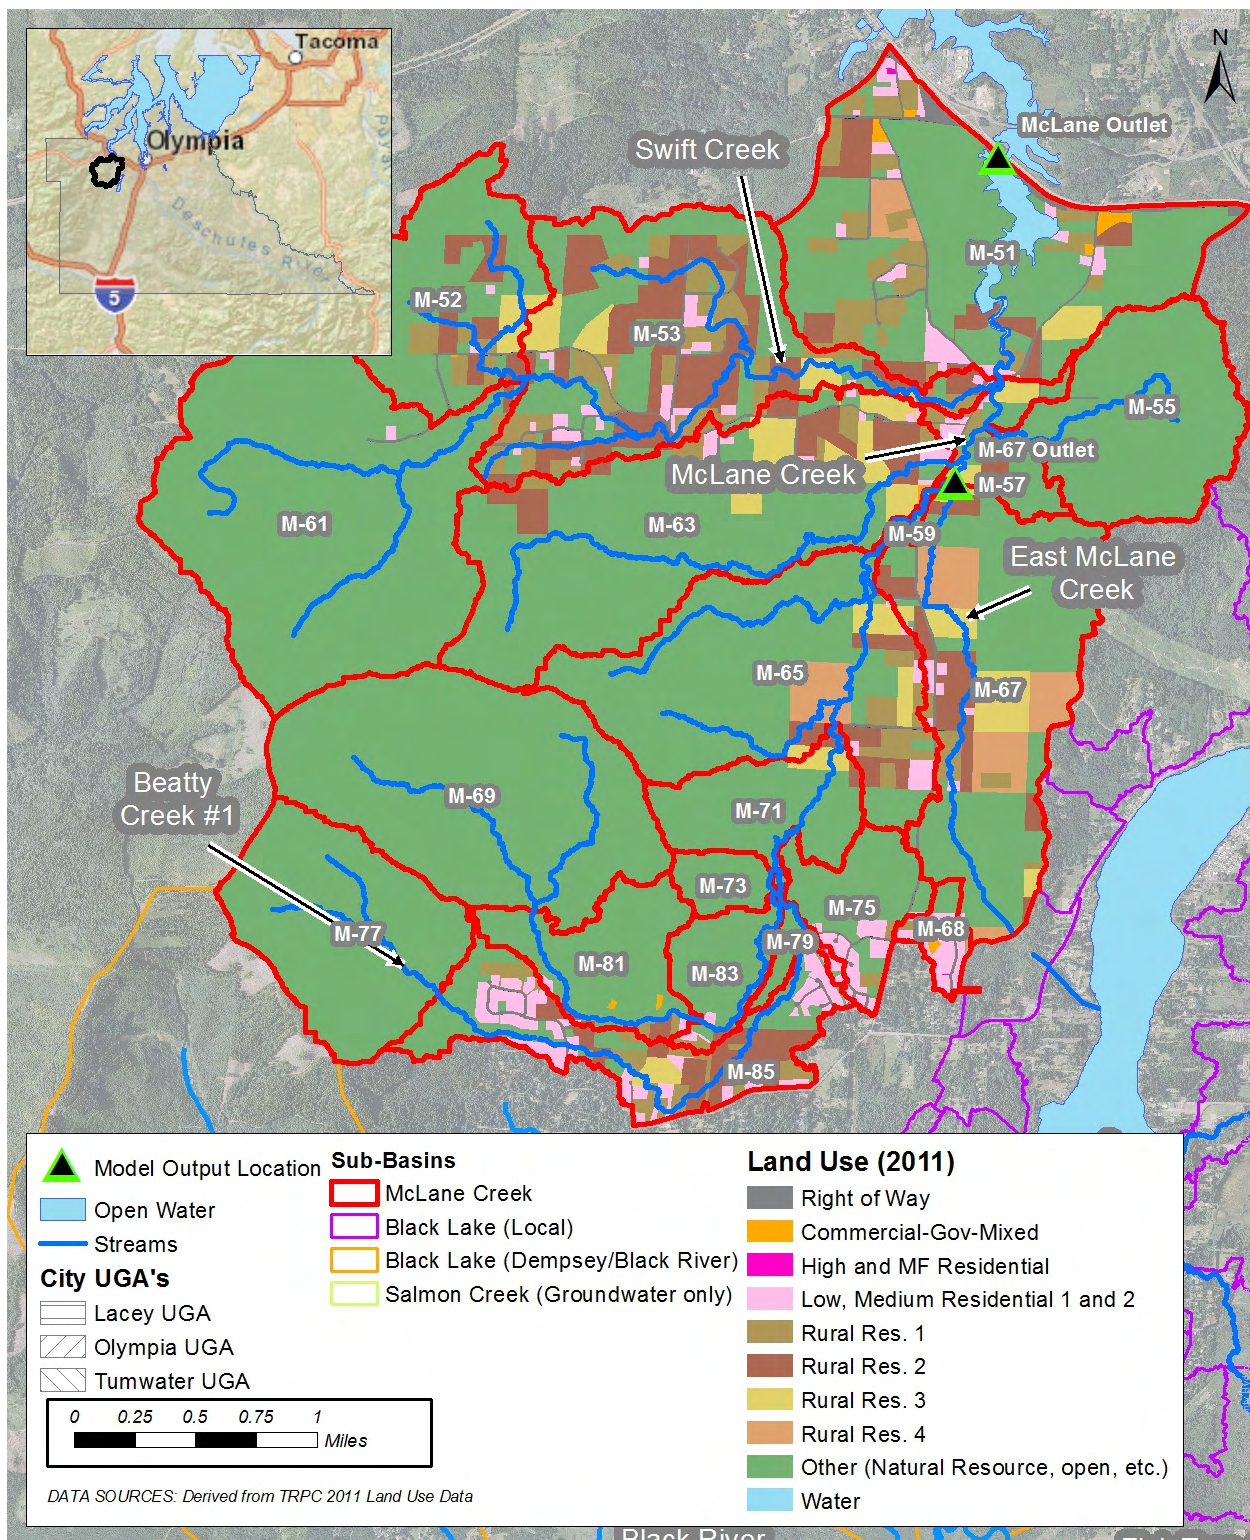 Tacoma
Olympia
Deschutes River
5
N
McLane Outlet
Swift Creek
M-51
M-52
M-53
M-55
McLane Creek
M-67 Outlet
M-57
M-61
M-63
M-59
East McLane
Creek
M-65
M-67
Beatty
Creek #1
M-69
M-71
M-73
M-75
M-68
M-77
M-79
M-81
M-83
M-85
Model Output Location
Open Water
Streams
City UGA's
Lacey UGA
Olympia UGA
Tumwater UGA
0 0.25 0.5 0.75 1
Miles
DATA SOURCES: Derived from TRPC 2011 Land Use Data
Sub-Basins
McLane Creek
Black Lake (Local)
Black Lake (Dempsey/Black River)
Salmon Creek (Groundwater only)
Land Use (2011)
Right of Way
Commercial-Gov-Mixed
High and MF Residential
Low, Medium Residential 1 and 2
Rural Res. 1
Rural Res. 2
Rural Res. 3
Rural Res. 4
Other (Natural Resource, open, etc.)
Water
Black River